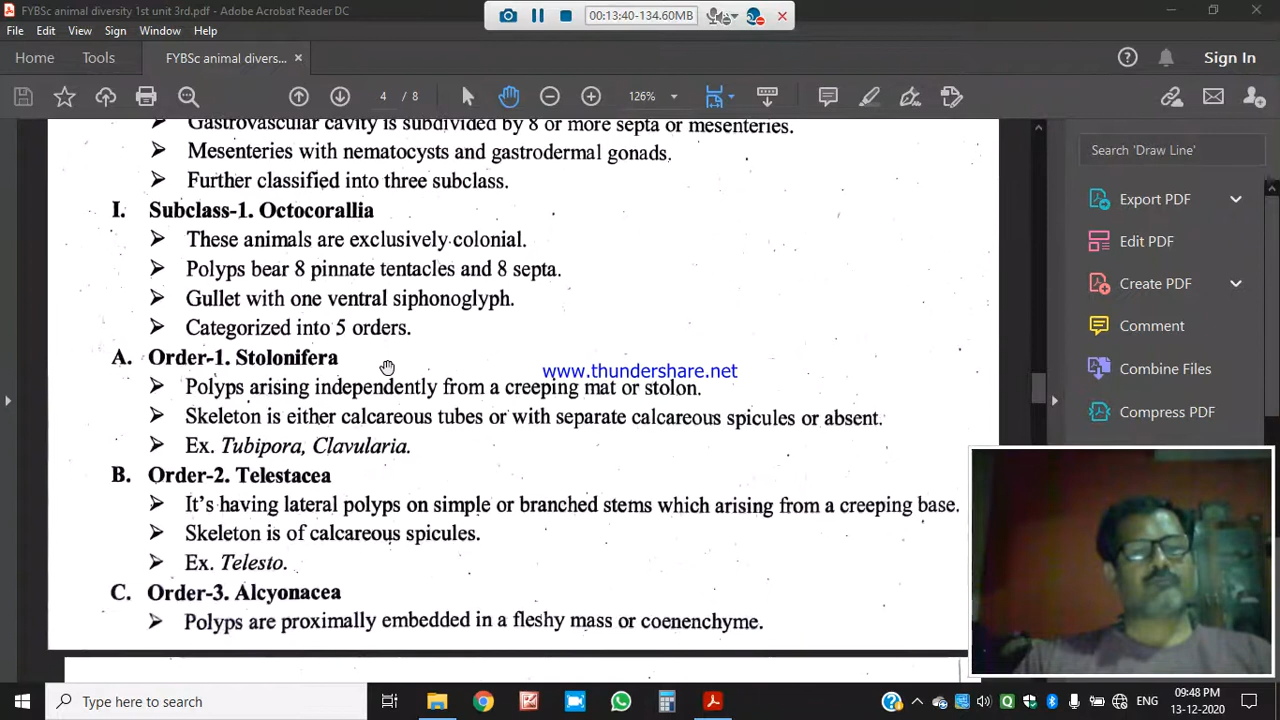 FYBSc animal diversity 1st unit 3rd.pdf - Adobe Acrobat Reader DC
00:13:40-134.60MB
File Edit View Sign Window Help
Home Tools FYBSc animal divers... × Sign In
4 / 8 126%
Gastrovascular cavity is subdivided by 8 or more septa or mesenteries.
Search 'Draw Line'
➢ Mesenteries with nematocysts and gastrodermal gonads.
➢ Further classified into three subclass.
Export PDF
I. Subclass-1. Octocorallia
➢ These animals are exclusively colonial.
Edit PDF
➢ Polyps bear 8 pinnate tentacles and 8 septa.
Create PDF
➢ Gullet with one ventral siphonoglyph.
➢ Categorized into 5 orders.
Comment
A. Order-1. Stolonifera
www.thundershare.net
Combine Files
➢ Polyps arising independently from a creeping mat or stolon.
➢ Skeleton is either calcareous tubes or with separate calcareous spicules or absent.
Compress PDF
➢ Ex. Tubipora, Clavularia.
B. Order-2. Telestacea
➢ It's having lateral polyps on simple or branched stems which arising from a creeping base.
➢ Skeleton is of calcareous spicules.
➢ Ex. Telesto.
C. Order-3. Alcyonacea
➢ Polyps are proximally embedded in a fleshy mass or coenenchyme.
Type here to search
ENG
09:48 PM
13-12-2020